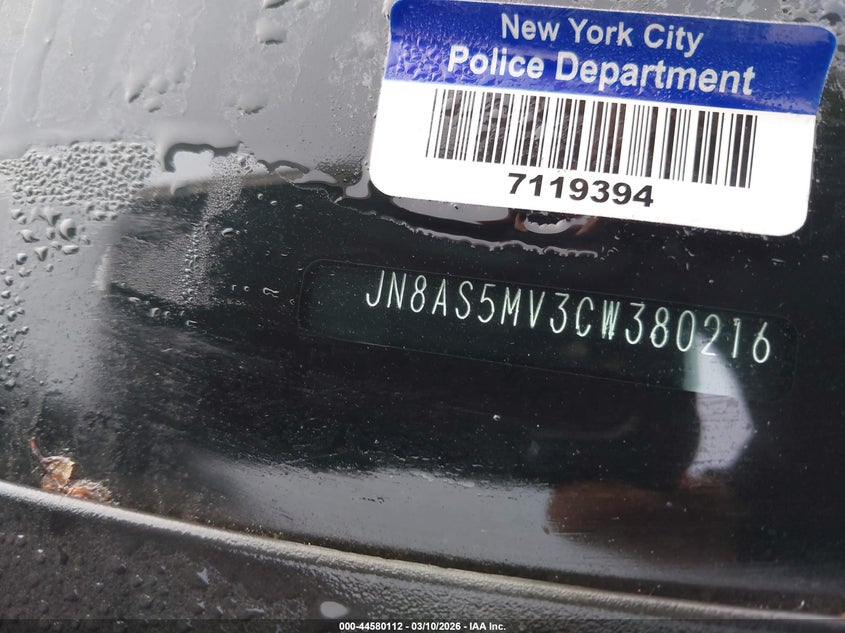 New York City
Police Department
7119394
JN8AS5MV3CW380216
000-44580112 - 03/10/2026 - IAA Inc.